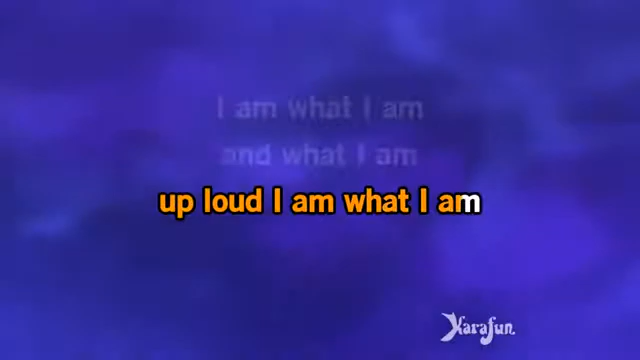 I am what I am
and what I am
up loud I am what I am
Karafun